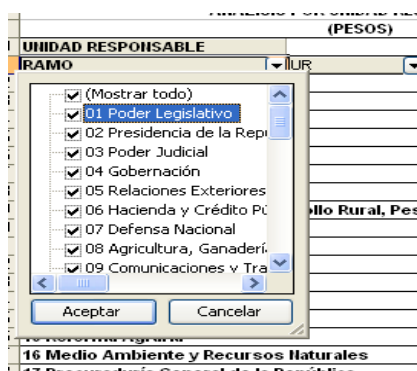 (PESOS)
UNIDAD RESPONSABLE
RAMO UR
(Mostrar todo)
01 Poder Legislativo
02 Presidencia de la Repú
03 Poder Judicial
04 Gobernación
05 Relaciones Exteriores
06 Hacienda y Crédito Pú
llo Rural, Pes
07 Defensa Nacional
08 Agricultura, Ganaderí
09 Comunicaciones y Tra
Aceptar Cancelar
16 Medio Ambiente y Recursos Naturales